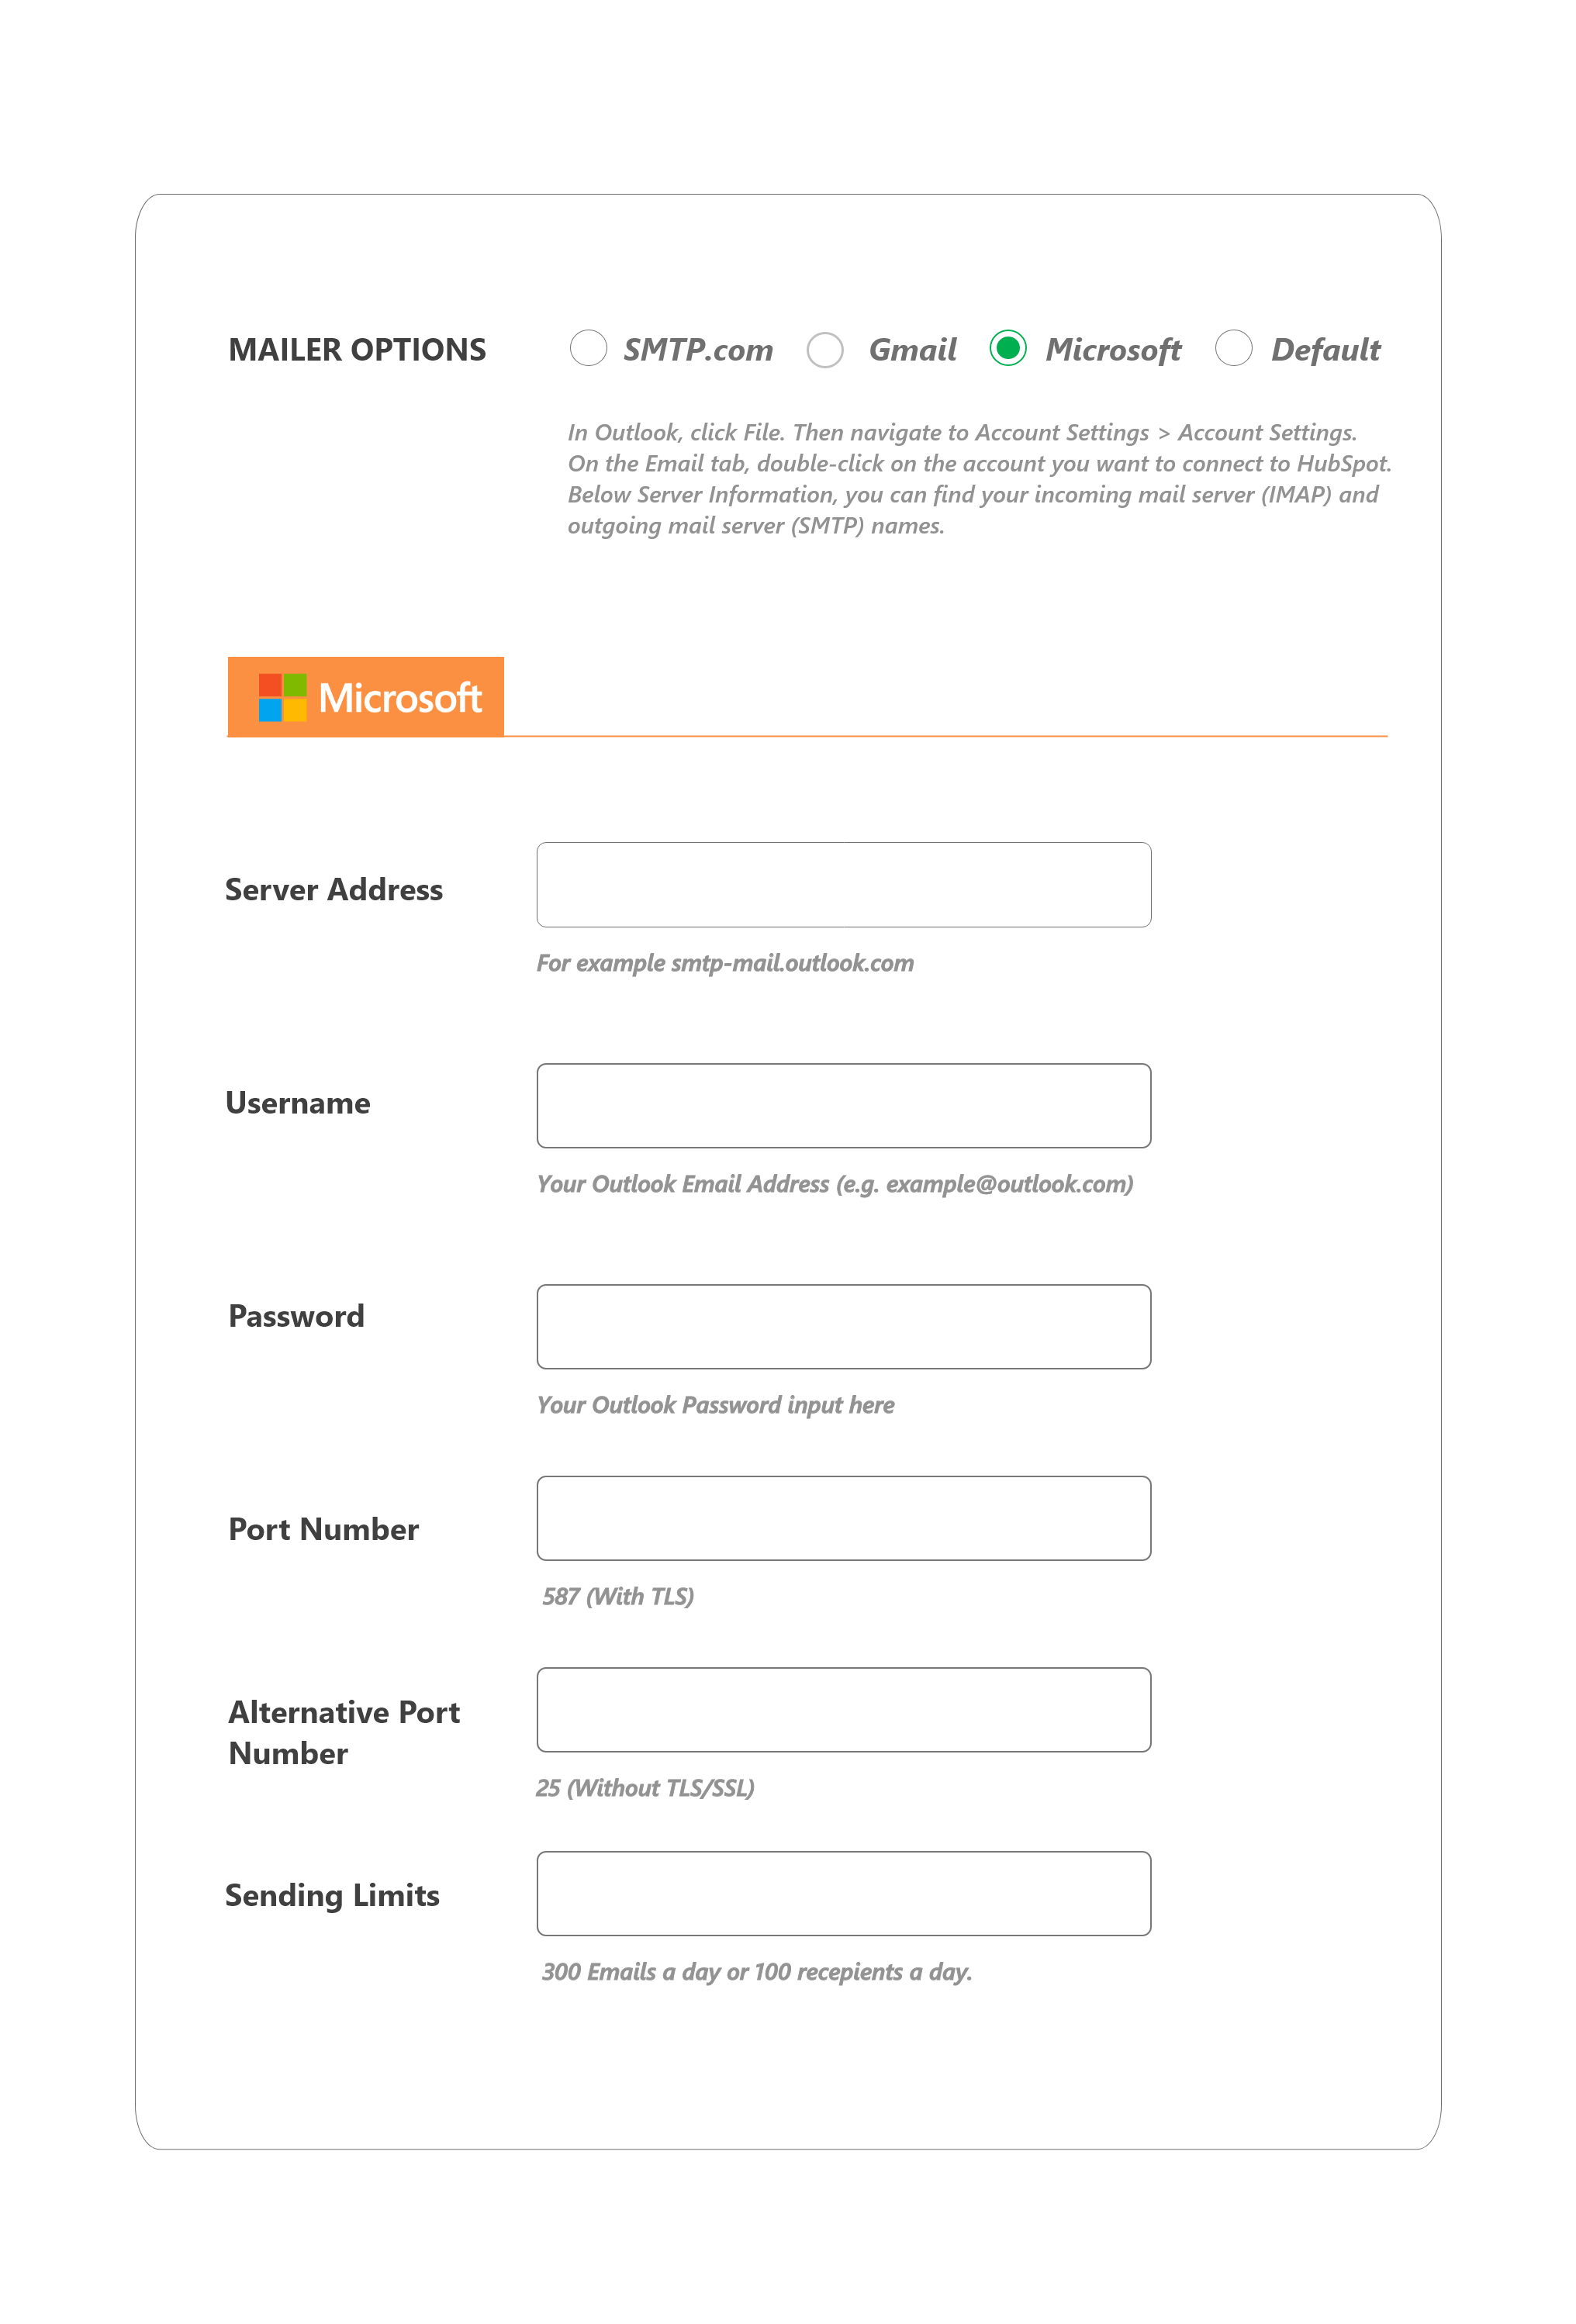 MAILER OPTIONS SMTP.com Gmail Microsoft Default
In Outlook, click File. Then navigate to Account Settings > Account Settings.
On the Email tab, double-click on the account you want to connect to HubSpot.
Below Server Information, you can find your incoming mail server (IMAP) and
outgoing mail server (SMTP) names.
Microsoft
Server Address
For example smtp-mail.outlook.com
Username
Your Outlook Email Address (e.g. example@outlook.com)
Password
Your Outlook Password input here
Port Number
587 (With TLS)
Alternative Port
Number
25 (Without TLS/SSL)
Sending Limits
300 Emails a day or 100 recepients a day.